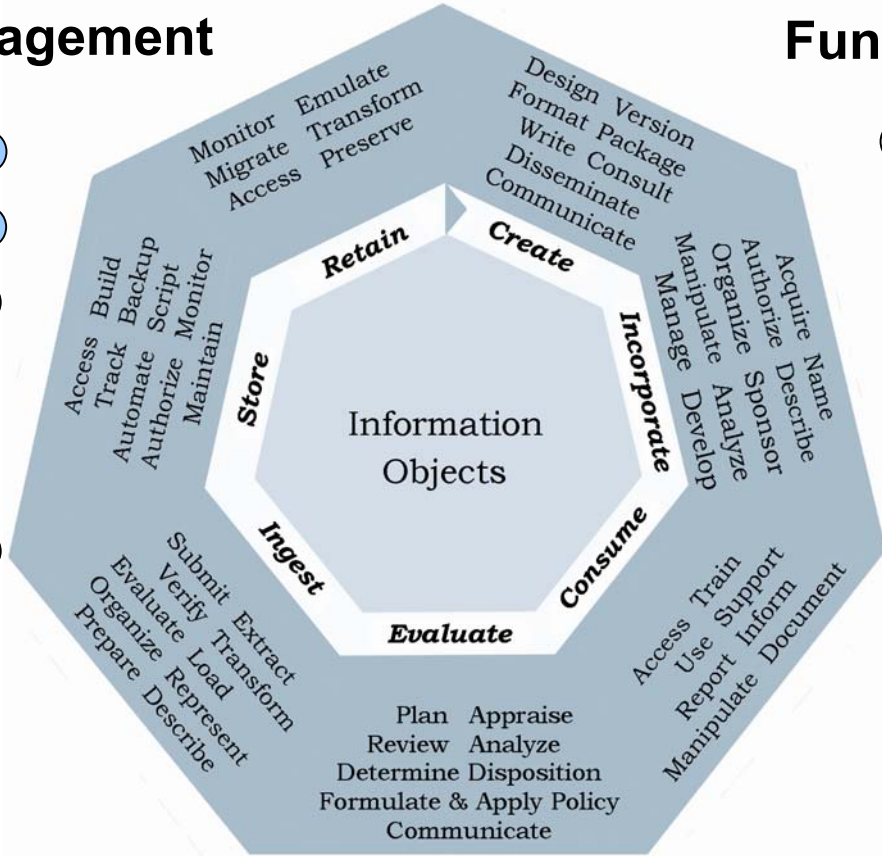 agement
Fun
Design Version
Format Package
Write Consult
Disseminate
Communicate
Monitor Emulate
Migrate Transform
Access Preserve
Retain
Create
Acquire Name
Authorize Describe
Organize Sponsor
Manipulate Analyze
Manage Develop
Access Build
Track Backup
Automate Script
Authorize Monitor
Maintain
Store
Incorporate
Information
Objects
Ingest
Consume
Evaluate
Submit Extract
Verify Transform
Evaluate Load
Organize Represent
Prepare Describe
Access Train
Use Support
Report Inform
Manipulate Document
Plan Appraise
Review Analyze
Determine Disposition
Formulate & Apply Policy
Communicate